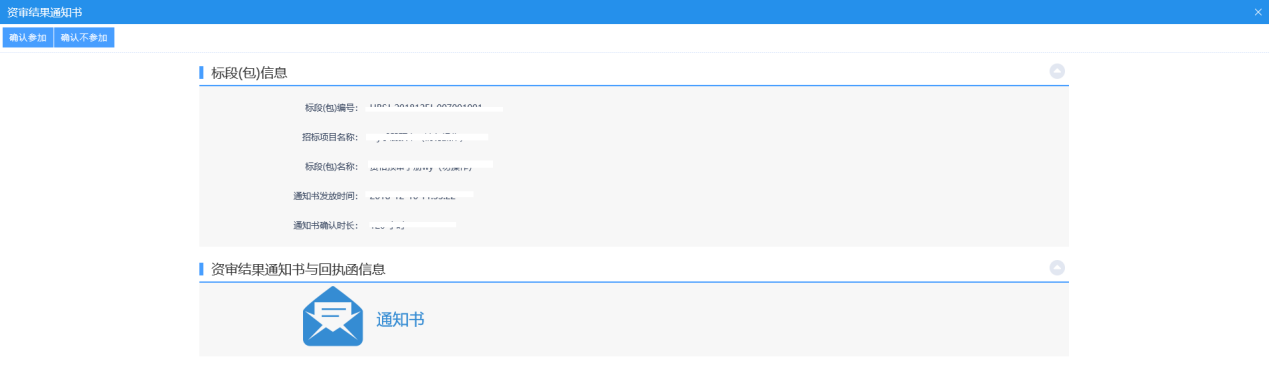 资审结果通知书
确认参加 确认不参加
标段(包)信息
标段(包)编号：
招标项目名称：
标段(包)名称：
通知书发放时间：
通知书确认时长：
资审结果通知书与回执函信息
通知书